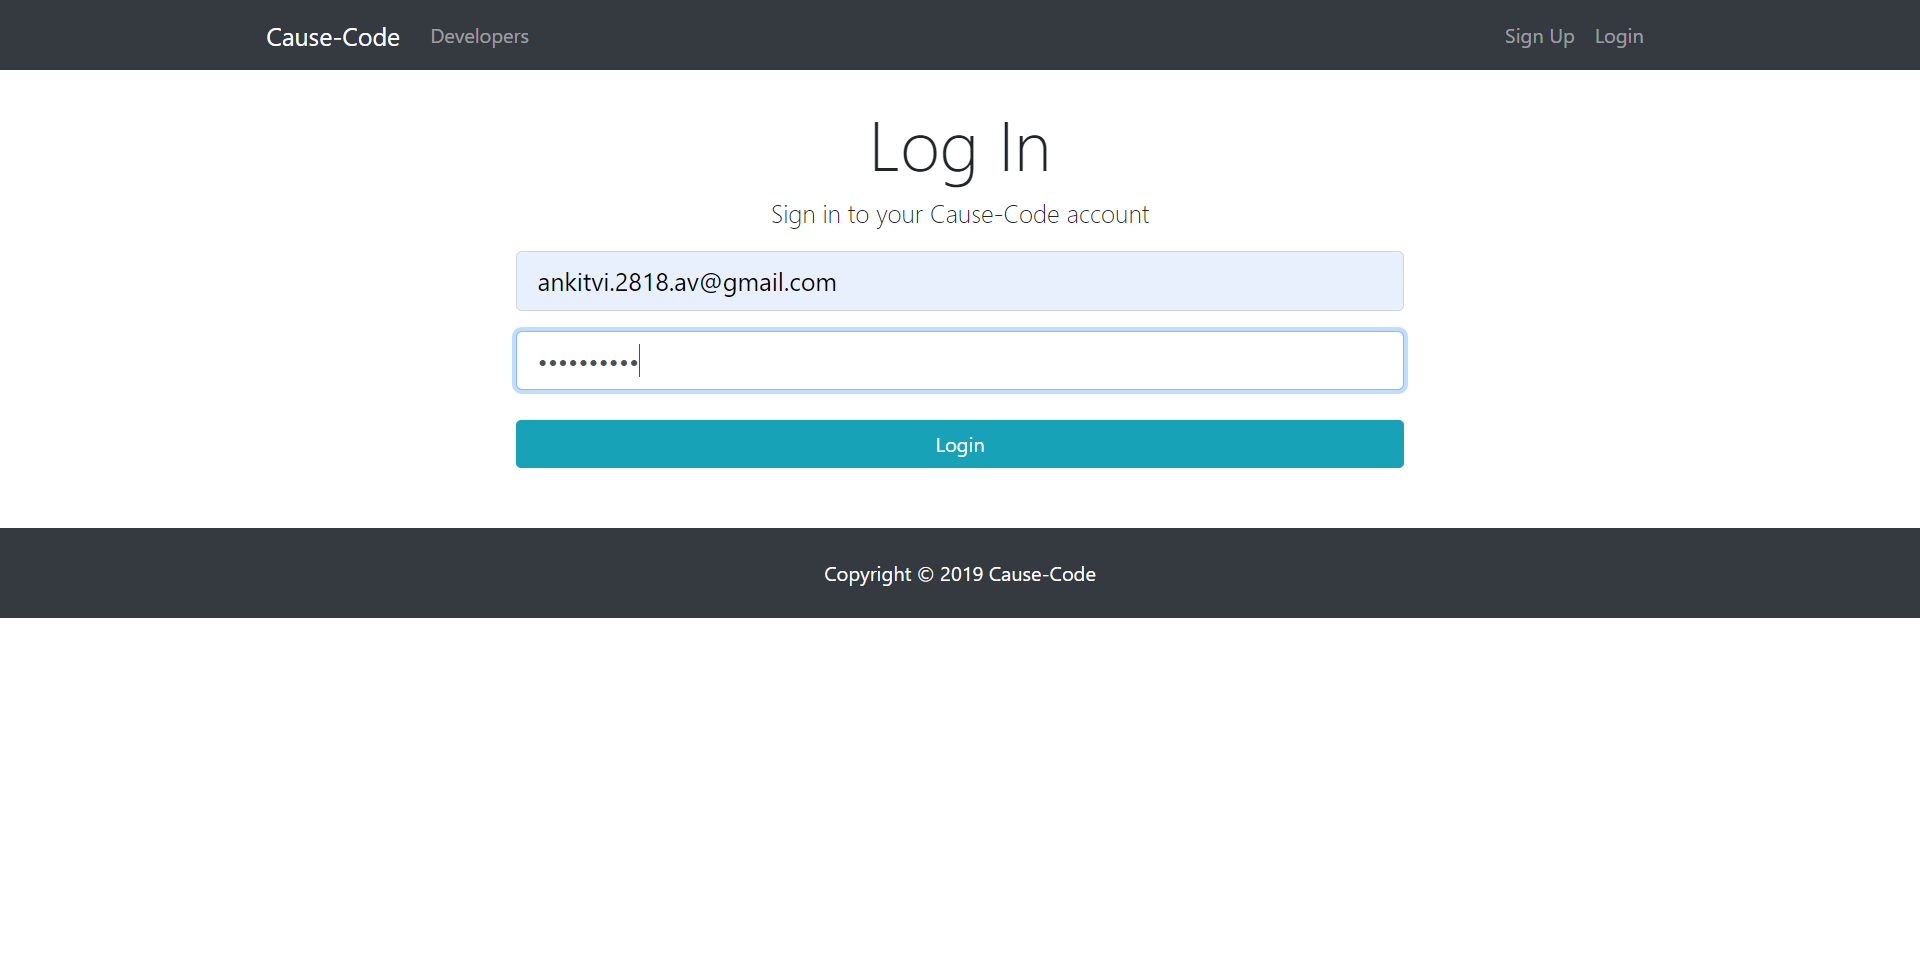 Cause-Code Developers Sign Up Login
Log In
Sign in to your Cause-Code account
ankitvi.2818.av@gmail.com
••••••••••
Login
Copyright © 2019 Cause-Code